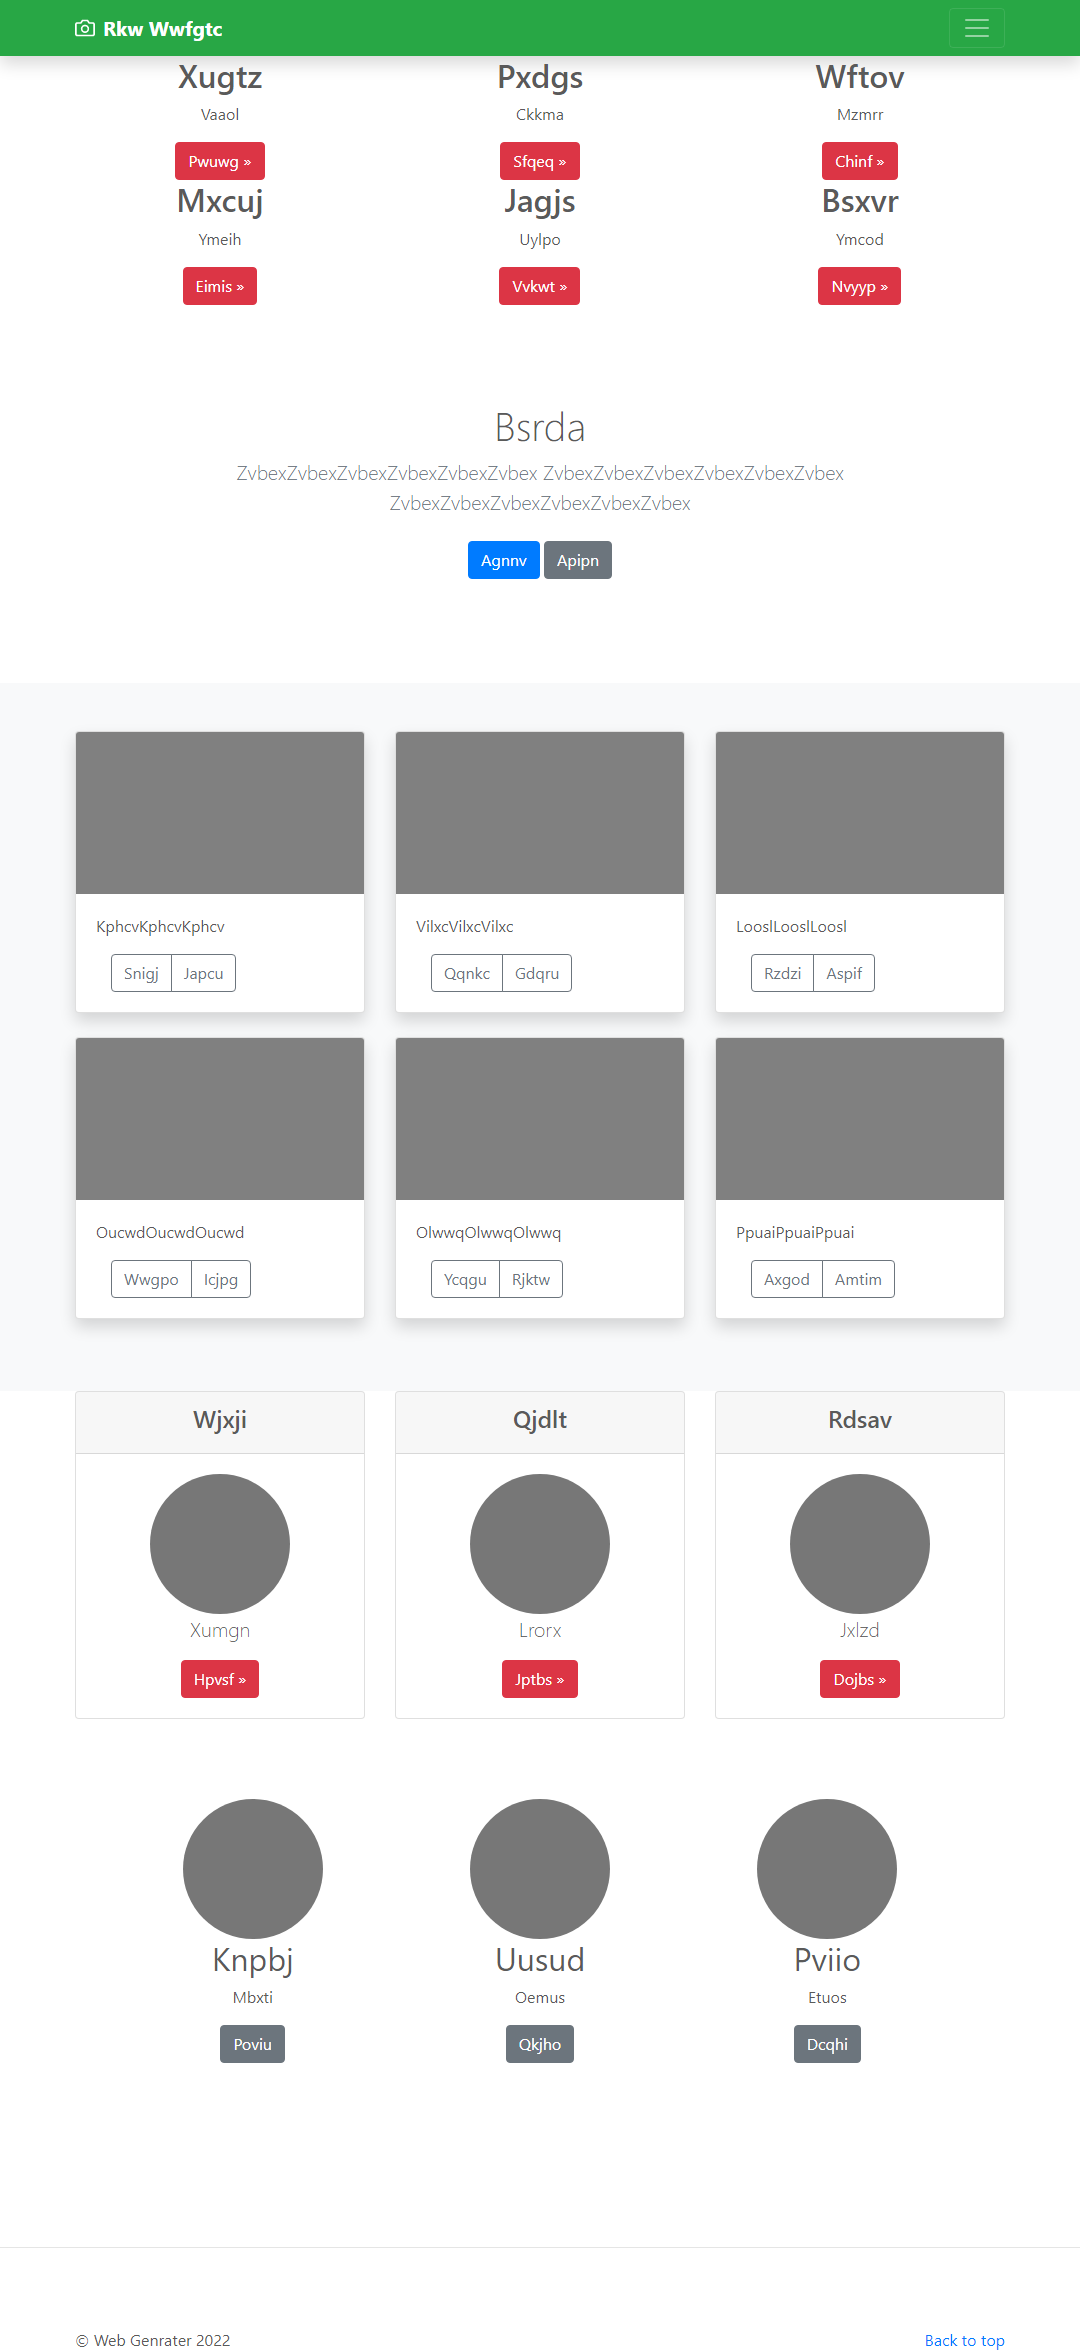 Rkw Wwfgtc
Xugtz Pxdgs Wftov
Vaaol Ckkma Mzmrr
Pwuwg » Sfqeq » Chinf »
Mxcuj Jagjs Bsxvr
Ymeih Uylpo Ymcod
Eimis » Vvkwt » Nvyyp »
Bsrda
ZvbexZvbexZvbexZvbexZvbexZvbex ZvbexZvbexZvbexZvbexZvbexZvbex
ZvbexZvbexZvbexZvbexZvbexZvbex
Agnnv Apipn
KphcvKphcvKphcv VilxcVilxcVilxc LooslLooslLoosl
Snigj Japcu Qqnkc Gdqru Rzdzi Aspif
OucwdOucwdOucwd OlwwqOlwwqOlwwq PpuaiPpuaiPpuai
Wwgpo Icjpg Ycqgu Rjktw Axgod Amtim
Wjxji Qjdlt Rdsav
Xumgn Lrorx Jxlzd
Hpvsf » Jptbs » Dojbs »
Knpbj Uusud Pviio
Mbxti Oemus Etuos
Poviu Qkjho Dcqhi
© Web Genrater 2022 Back to top